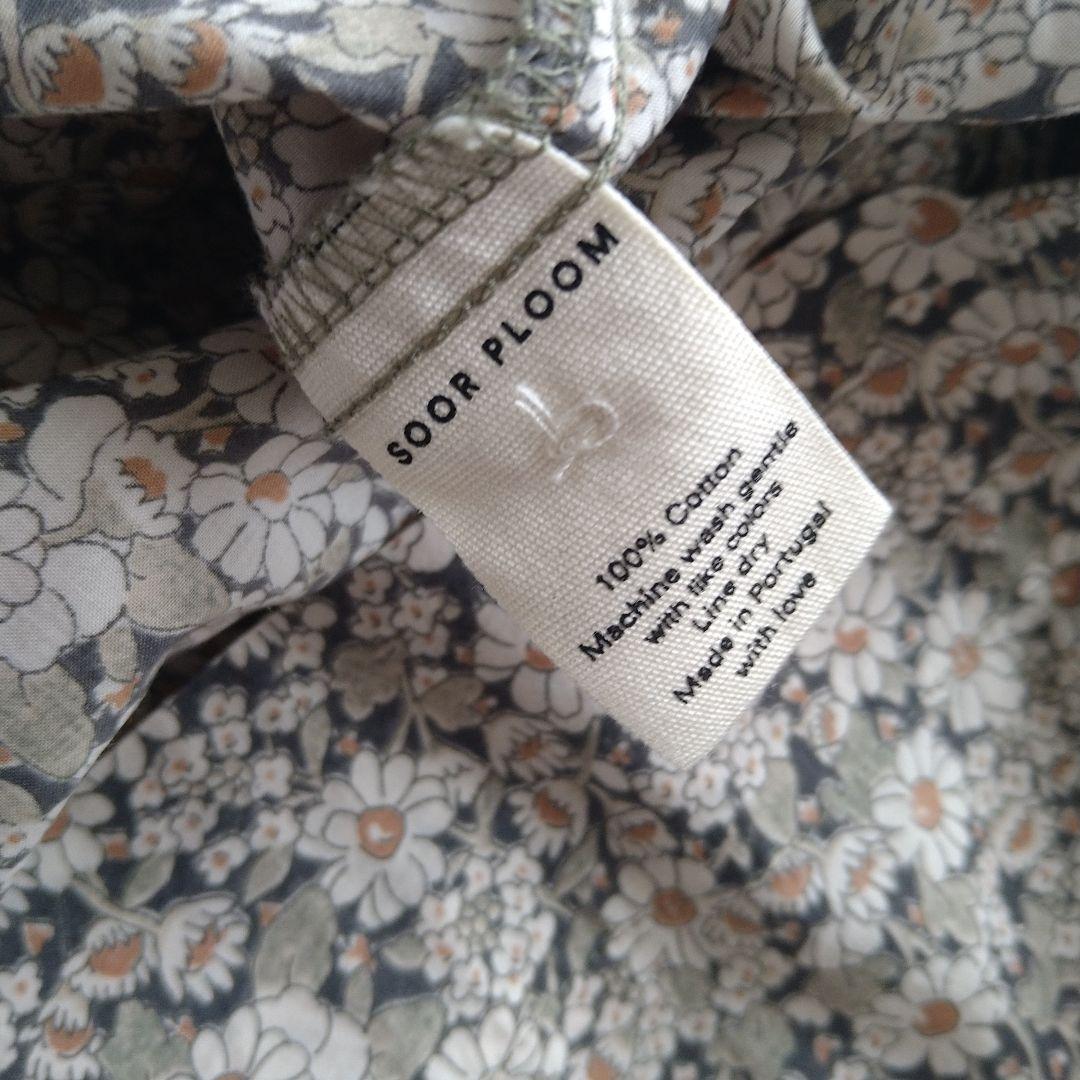 SOOR PLOOM
100% Cotton
Machine wash gentle
with like colors
Line dry
Made in Portugal
with love